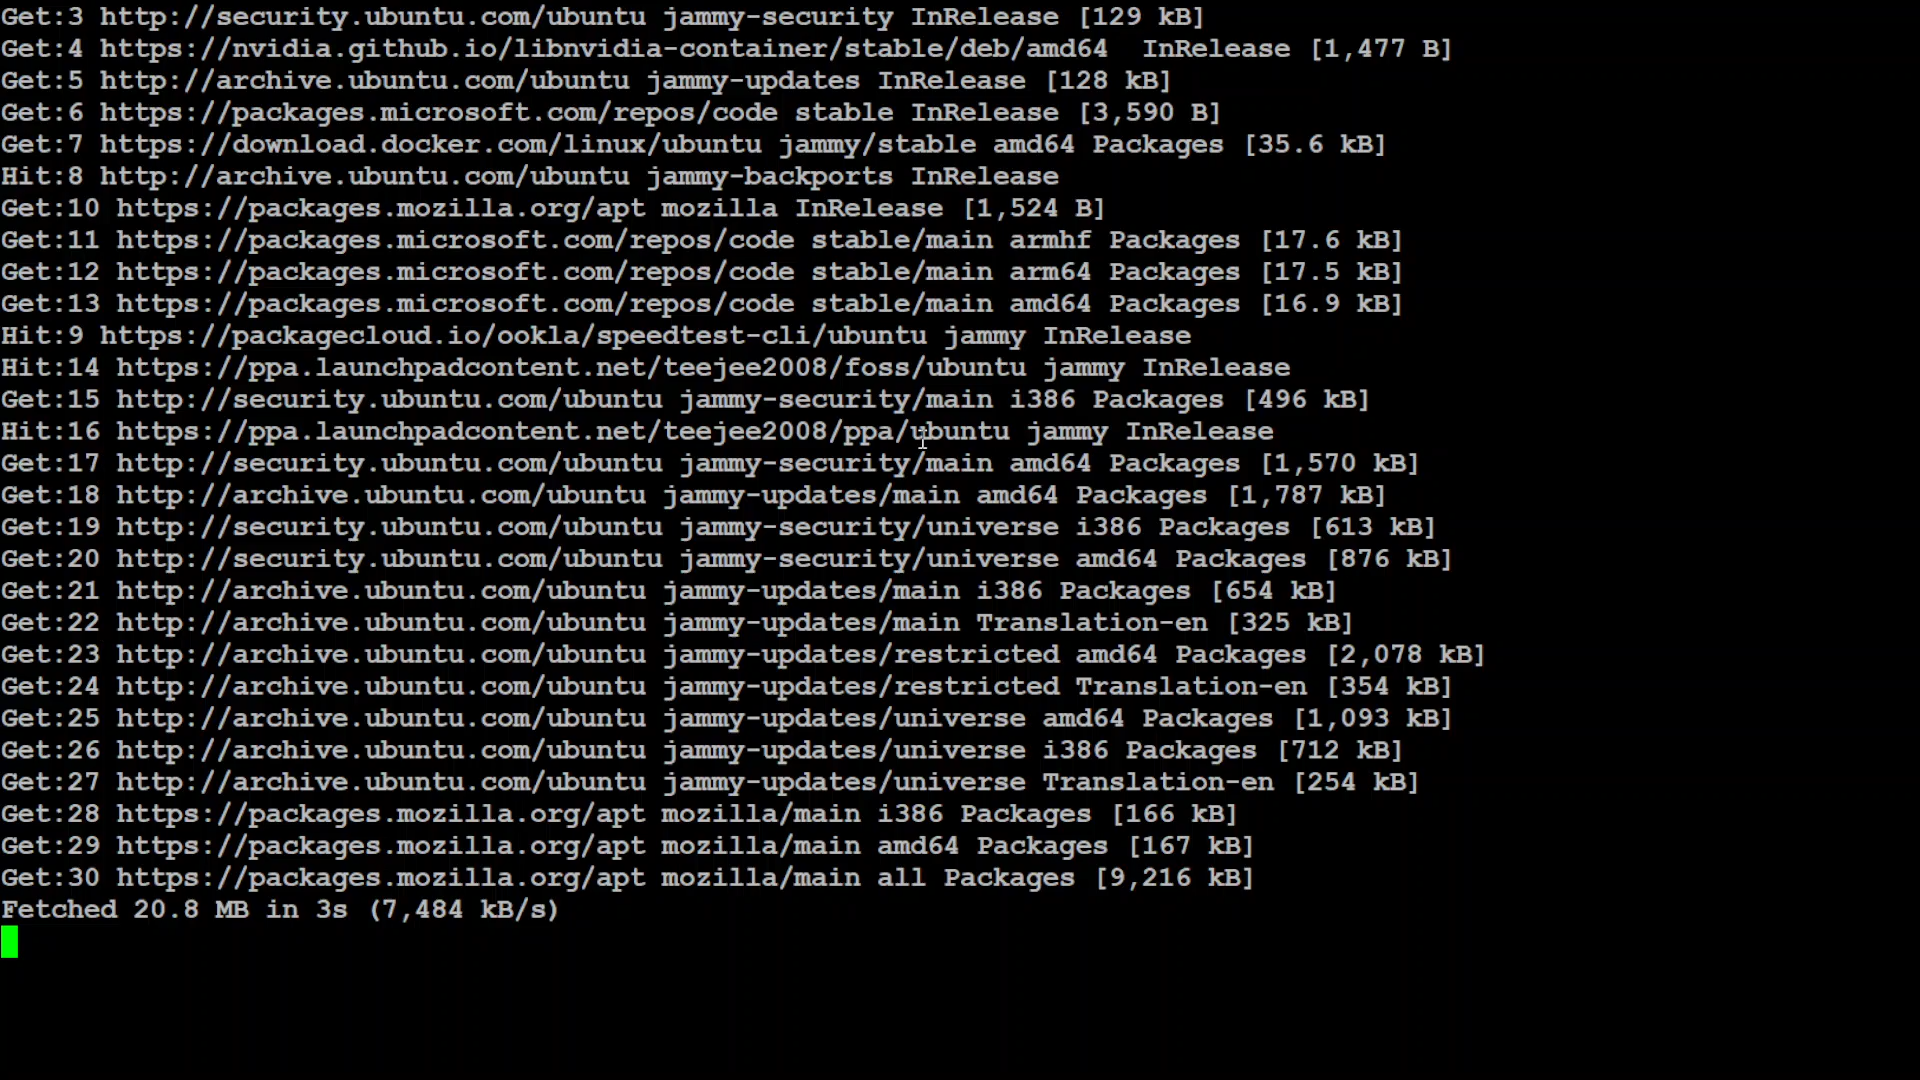 Get:3 http://security.ubuntu.com/ubuntu jammy-security InRelease [129 kB]
Get:4 https://nvidia.github.io/libnvidia-container/stable/deb/amd64  InRelease [1,477 B]
Get:5 http://archive.ubuntu.com/ubuntu jammy-updates InRelease [128 kB]
Get:6 https://packages.microsoft.com/repos/code stable InRelease [3,590 B]
Get:7 https://download.docker.com/linux/ubuntu jammy/stable amd64 Packages [35.6 kB]
Hit:8 http://archive.ubuntu.com/ubuntu jammy-backports InRelease
Get:10 https://packages.mozilla.org/apt mozilla InRelease [1,524 B]
Get:11 https://packages.microsoft.com/repos/code stable/main armhf Packages [17.6 kB]
Get:12 https://packages.microsoft.com/repos/code stable/main arm64 Packages [17.5 kB]
Get:13 https://packages.microsoft.com/repos/code stable/main amd64 Packages [16.9 kB]
Hit:9 https://packagecloud.io/ookla/speedtest-cli/ubuntu jammy InRelease
Hit:14 https://ppa.launchpadcontent.net/teejee2008/foss/ubuntu jammy InRelease
Get:15 http://security.ubuntu.com/ubuntu jammy-security/main i386 Packages [496 kB]
Hit:16 https://ppa.launchpadcontent.net/teejee2008/ppa/ubuntu jammy InRelease
Get:17 http://security.ubuntu.com/ubuntu jammy-security/main amd64 Packages [1,570 kB]
Get:18 http://archive.ubuntu.com/ubuntu jammy-updates/main amd64 Packages [1,787 kB]
Get:19 http://security.ubuntu.com/ubuntu jammy-security/universe i386 Packages [613 kB]
Get:20 http://security.ubuntu.com/ubuntu jammy-security/universe amd64 Packages [876 kB]
Get:21 http://archive.ubuntu.com/ubuntu jammy-updates/main i386 Packages [654 kB]
Get:22 http://archive.ubuntu.com/ubuntu jammy-updates/main Translation-en [325 kB]
Get:23 http://archive.ubuntu.com/ubuntu jammy-updates/restricted amd64 Packages [2,078 kB]
Get:24 http://archive.ubuntu.com/ubuntu jammy-updates/restricted Translation-en [354 kB]
Get:25 http://archive.ubuntu.com/ubuntu jammy-updates/universe amd64 Packages [1,093 kB]
Get:26 http://archive.ubuntu.com/ubuntu jammy-updates/universe i386 Packages [712 kB]
Get:27 http://archive.ubuntu.com/ubuntu jammy-updates/universe Translation-en [254 kB]
Get:28 https://packages.mozilla.org/apt mozilla/main i386 Packages [166 kB]
Get:29 https://packages.mozilla.org/apt mozilla/main amd64 Packages [167 kB]
Get:30 https://packages.mozilla.org/apt mozilla/main all Packages [9,216 kB]
Fetched 20.8 MB in 3s (7,484 kB/s)